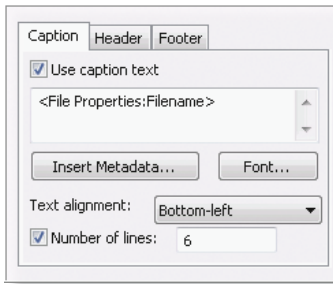 Caption Header Footer
Use caption text
<File Properties:Filename>
Insert Metadata... Font...
Text alignment: Bottom-left
Number of lines: 6